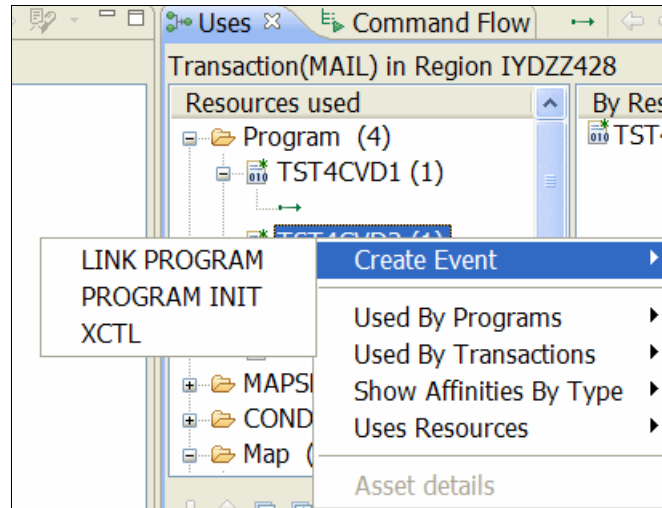 Uses
Command Flow
Transaction(MAIL) in Region IYDZZ428
Resources used
By Res
Program (4)
TST4
TST4CVD1 (1)
LINK PROGRAM
PROGRAM INIT
XCTL
Create Event
Used By Programs
Used By Transactions
Show Affinities By Type
Uses Resources
Asset details
COND
Map (